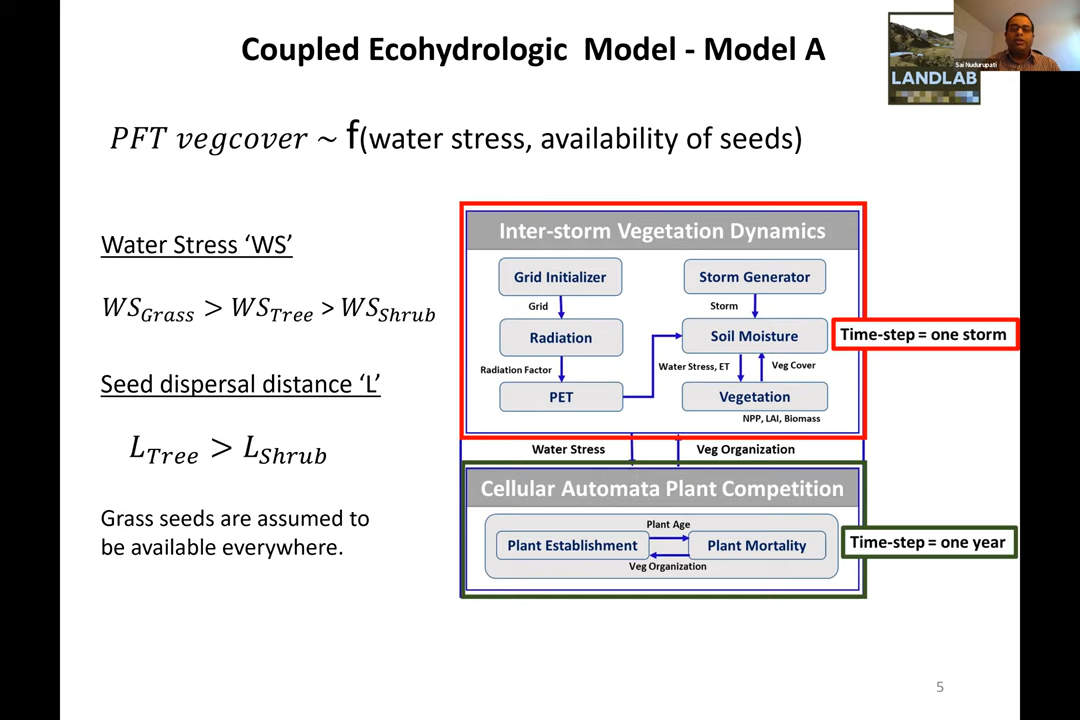 Coupled Ecohydrologic Model - Model A
LANDLAB
Sai Nudurupati
PFT vegcover ~ f(water stress, availability of seeds)
Water Stress ‘WS’
WS_Grass > WS_Tree > WS_Shrub
Seed dispersal distance ‘L’
L_Tree > L_Shrub
Grass seeds are assumed to
be available everywhere.
Inter-storm Vegetation Dynamics
Grid Initializer
Storm Generator
Grid
Storm
Radiation
Soil Moisture
Time-step = one storm
Radiation Factor
Water Stress, ET
Veg Cover
PET
Vegetation
NPP, LAI, Biomass
Water Stress
Veg Organization
Cellular Automata Plant Competition
Plant Age
Plant Establishment
Plant Mortality
Time-step = one year
Veg Organization
5